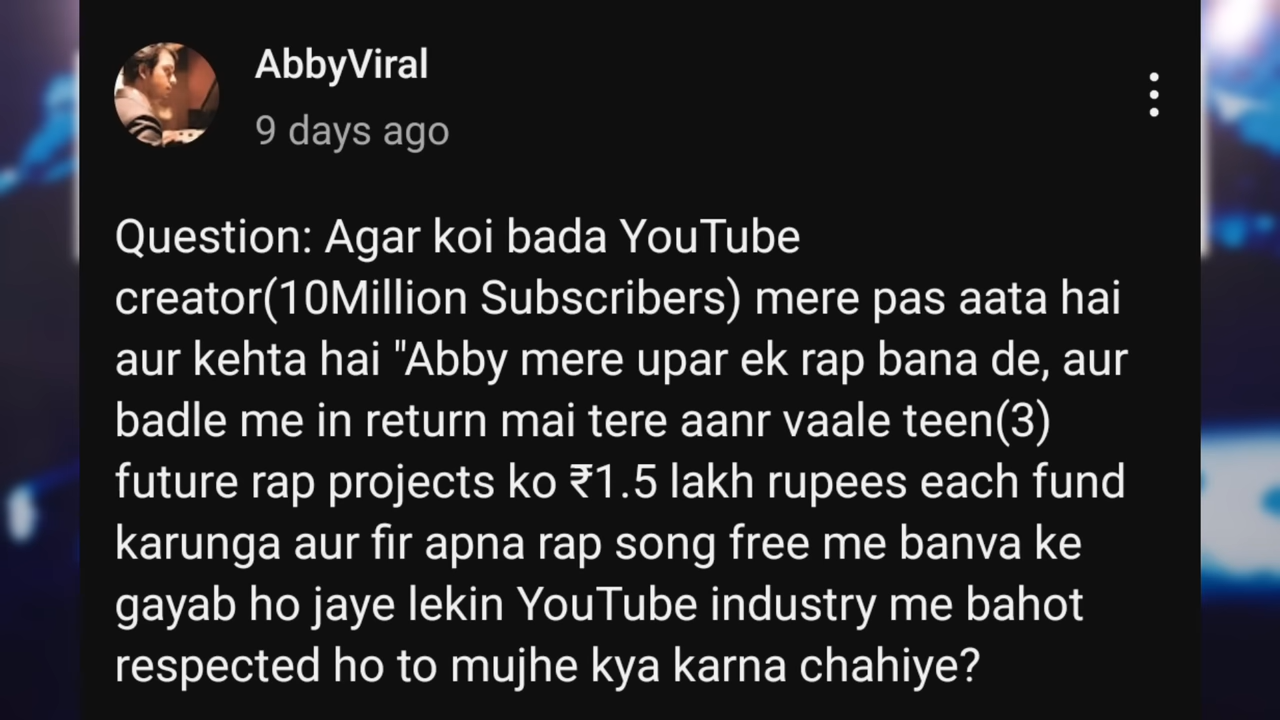 AbbyViral
9 days ago
Question: Agar koi bada YouTube
creator(10Million Subscribers) mere pas aata hai
aur kehta hai "Abby mere upar ek rap bana de, aur
badle me in return mai tere aanr vaale teen(3)
future rap projects ko ₹1.5 lakh rupees each fund
karunga aur fir apna rap song free me banva ke
gayab ho jaye lekin YouTube industry me bahot
respected ho to mujhe kya karna chahiye?